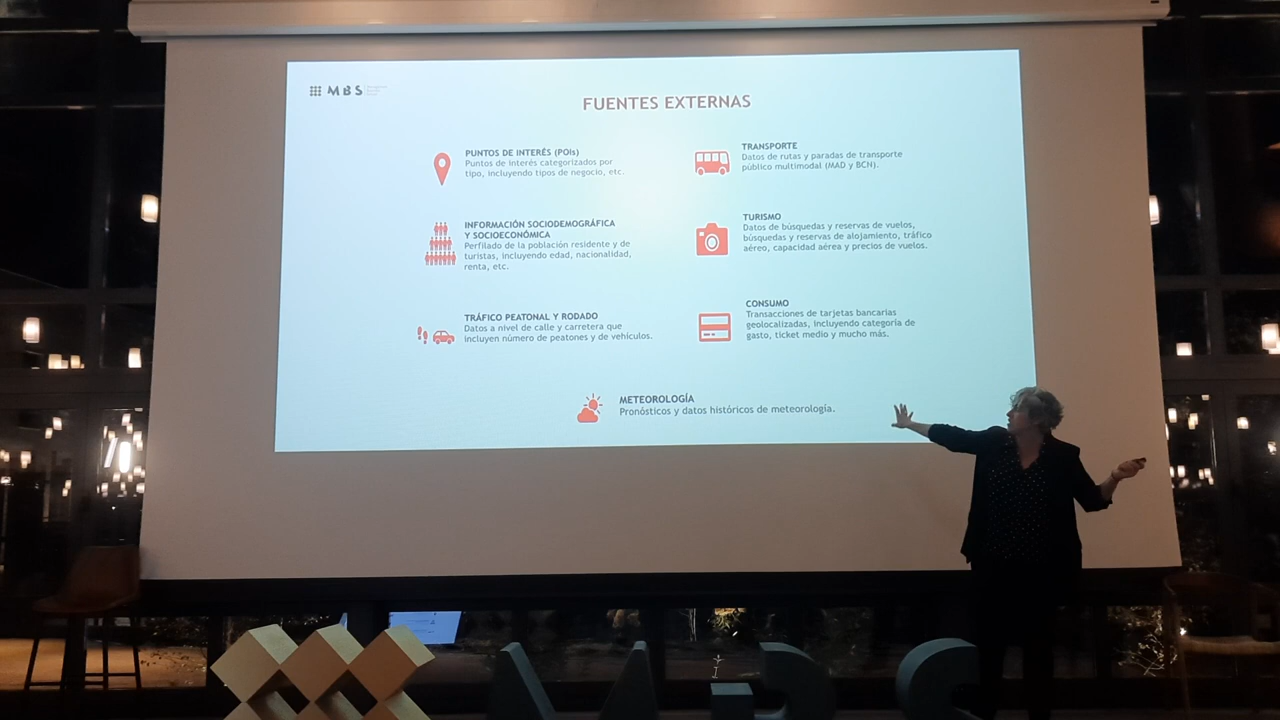 MBS
FUENTES EXTERNAS
PUNTOS DE INTERÉS (POIs)
Puntos de interés categorizados por
tipo, incluyendo tipos de negocio, etc.
TRANSPORTE
Datos de rutas y paradas de transporte
público multimodal (MAD y BCN).
INFORMACIÓN SOCIODEMOGRÁFICA
Y SOCIOECONÓMICA
Perfilado de la población residente y de
turistas, incluyendo edad, nacionalidad,
renta, etc.
TURISMO
Datos de búsquedas y reservas de vuelos,
búsquedas y reservas de alojamiento, tráfico
aéreo, capacidad aérea y precios de vuelos.
TRÁFICO PEATONAL Y RODADO
Datos a nivel de calle y carretera que
incluyen número de peatones y de vehículos.
CONSUMO
Transacciones de tarjetas bancarias
geolocalizadas, incluyendo categoría de
gasto, ticket medio y mucho más.
METEOROLOGÍA
Pronósticos y datos históricos de meteorología.